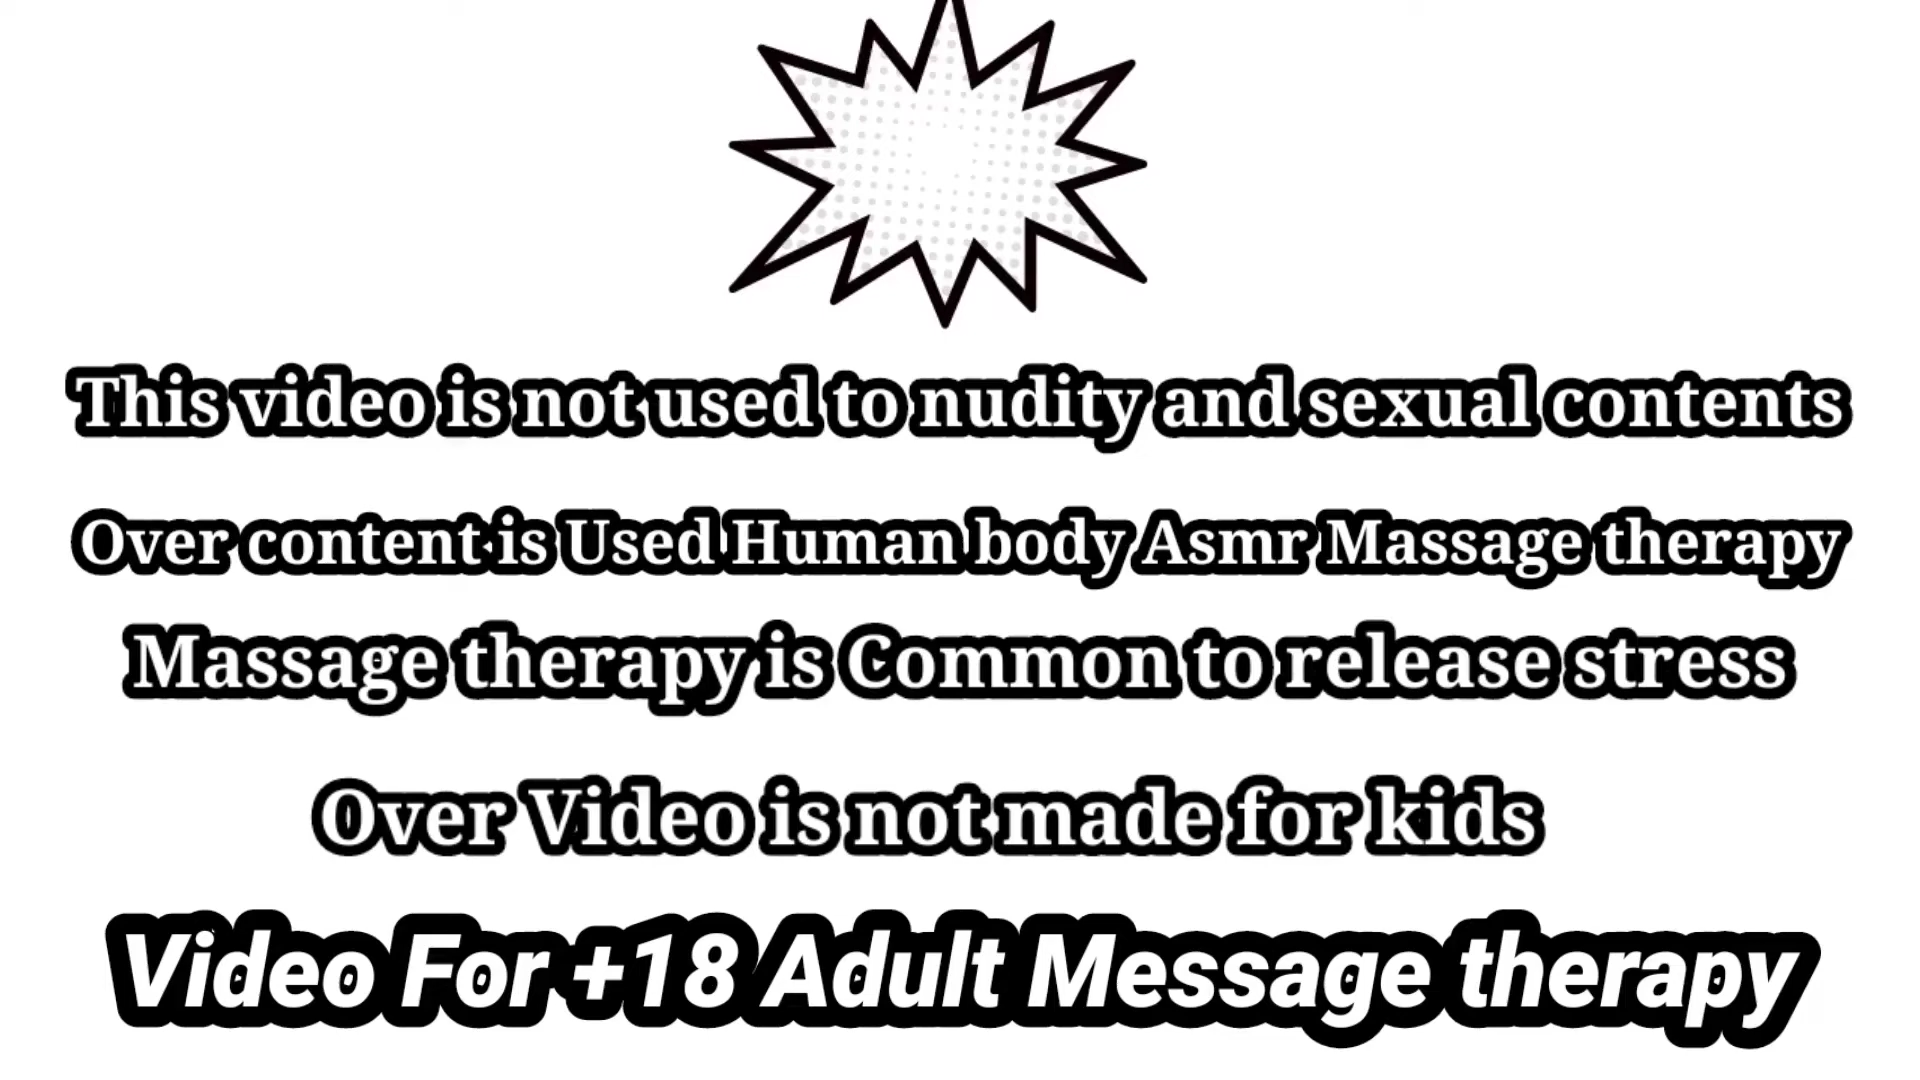 This video is not used to nudity and sexual contents
Over content is Used Human body Asmr Massage therapy
Massage therapy is Common to release stress
Over Video is not made for kids
Video For +18 Adult Message therapy